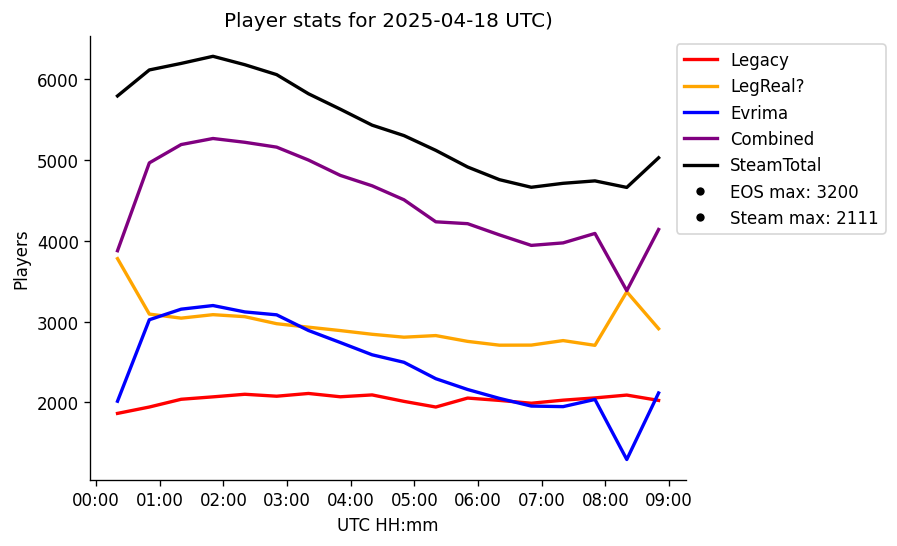 Player stats for 2025-04-18 UTC)
Legacy
LegReal?
Evrima
Combined
SteamTotal
EOS max: 3200
Steam max: 2111
6000
5000
4000
3000
2000
Players
00:00 01:00 02:00 03:00 04:00 05:00 06:00 07:00 08:00 09:00
UTC HH:mm